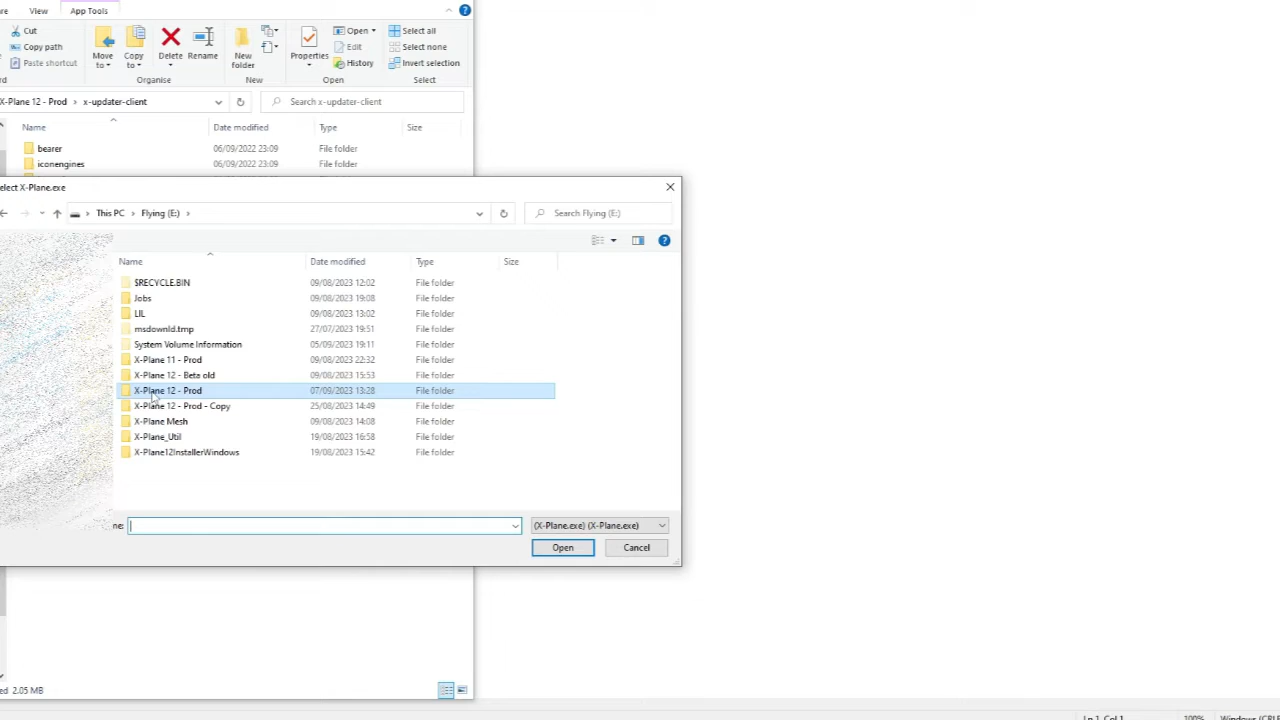 re View App Tools
Cut
Copy path
Paste shortcut
Move to
Copy to
Delete
Rename
New folder
Properties
Open
Edit
History
Select all
Select none
Invert selection
rd Organise New Open Select
X-Plane 12 - Prod › x-updater-client
Search x-updater-client
Name Date modified Type Size
bearer 06/09/2022 23:09 File folder
iconengines 06/09/2022 23:09 File folder
elect X-Plane.exe
This PC › Flying (E:) ›
Search Flying (E:)
Name Date modified Type Size
$RECYCLE.BIN 09/08/2023 12:02 File folder
Jobs 09/08/2023 19:08 File folder
LIL 09/08/2023 13:02 File folder
msdownld.tmp 27/07/2023 19:51 File folder
System Volume Information 05/09/2023 19:11 File folder
X-Plane 11 - Prod 09/08/2023 22:32 File folder
X-Plane 12 - Beta old 09/08/2023 15:53 File folder
X-Plane 12 - Prod 07/09/2023 13:28 File folder
X-Plane 12 - Prod - Copy 25/08/2023 14:49 File folder
X-Plane Mesh 09/08/2023 14:08 File folder
X-Plane_Util 19/08/2023 16:58 File folder
X-Plane12InstallerWindows 19/08/2023 15:42 File folder
ne:
(X-Plane.exe) (X-Plane.exe)
Open Cancel
ed 2.05 MB
Ln 1, Col 1 100% Windows (CRLF